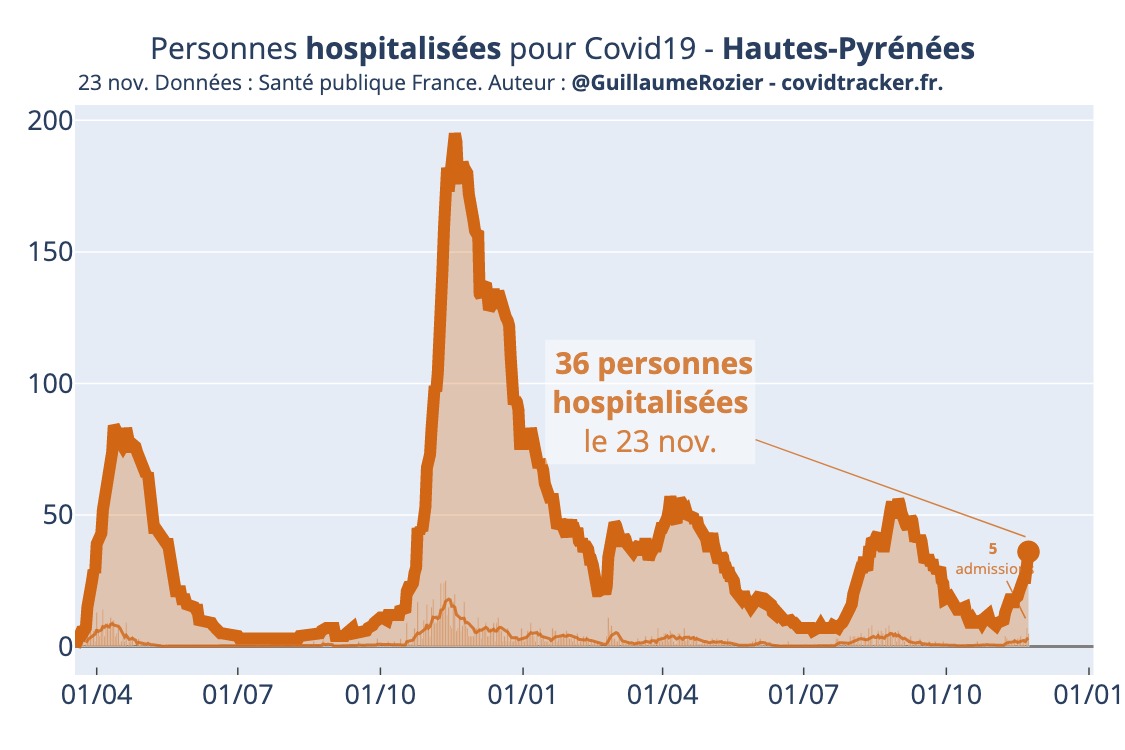 Personnes hospitalisées pour Covid19 - Hautes-Pyrénées
23 nov. Données : Santé publique France. Auteur : @GuillaumeRozier - covidtracker.fr.
200
150
100
50
0
36 personnes
hospitalisées
le 23 nov.
5
admissions
01/04
01/07
01/10
01/01
01/04
01/07
01/10
01/01